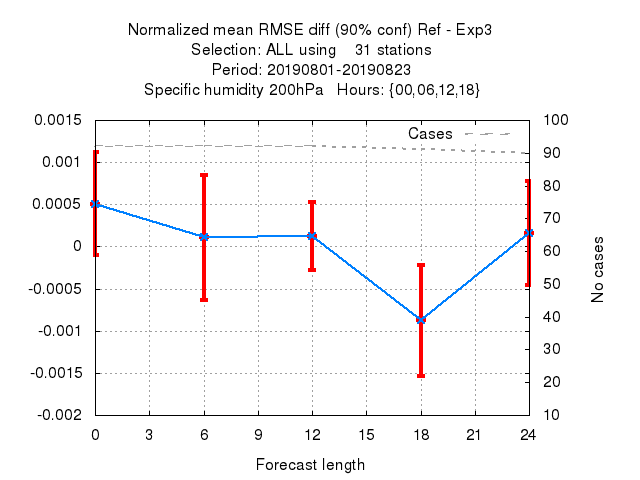 Normalized mean RMSE diff (90% conf) Ref - Exp3
Selection: ALL using    31 stations
Period: 20190801-20190823
Specific humidity 200hPa   Hours: {00,06,12,18}
Cases
0.0015
0.001
0.0005
0
-0.0005
-0.001
-0.0015
-0.002
100
90
80
70
60
50
40
30
20
10
No cases
0 3 6 9 12 15 18 21 24
Forecast length